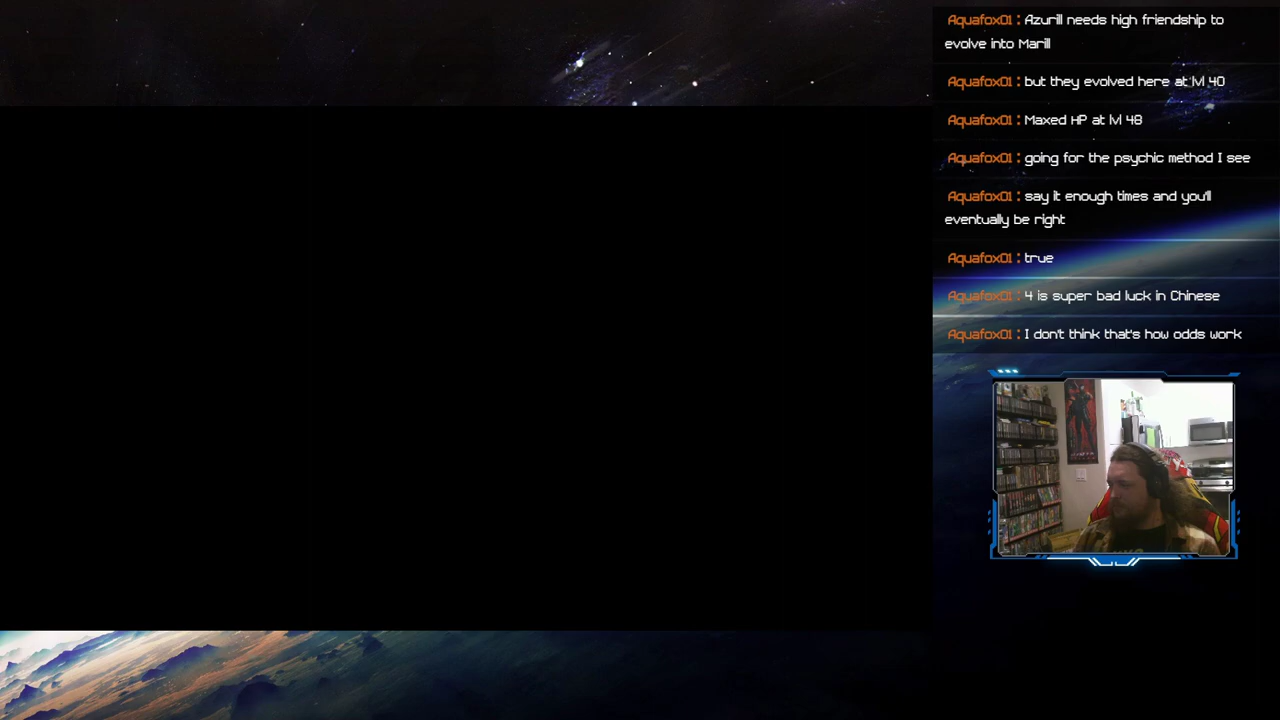 Aquafox01 : Azurill needs high friendship to
evolve into Marill
Aquafox01 : but they evolved here at lvl 40
Aquafox01 : Maxed HP at lvl 48
Aquafox01 : going for the psychic method I see
Aquafox01 : say it enough times and you'll
eventually be right
Aquafox01 : true
Aquafox01 : 4 is super bad luck in Chinese
Aquafox01 : I don't think that's how odds work